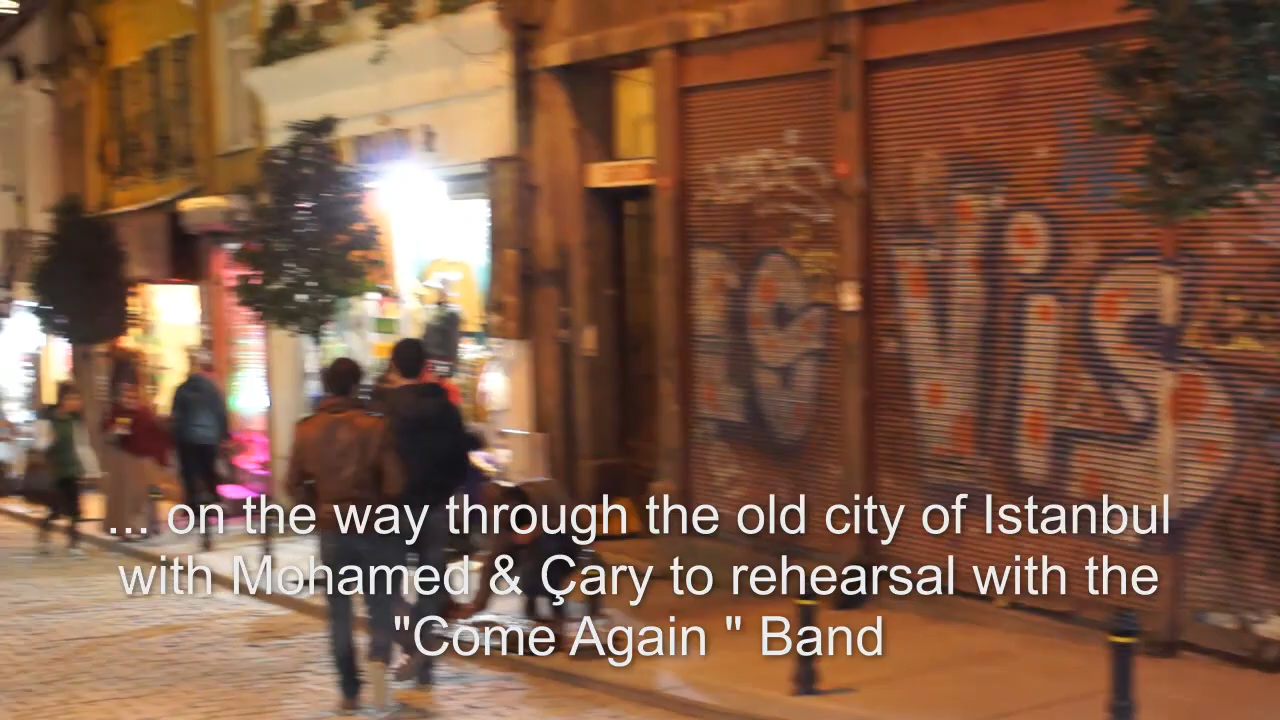 ... on the way through the old city of Istanbul
with Mohamed & Çary to rehearsal with the
"Come Again " Band